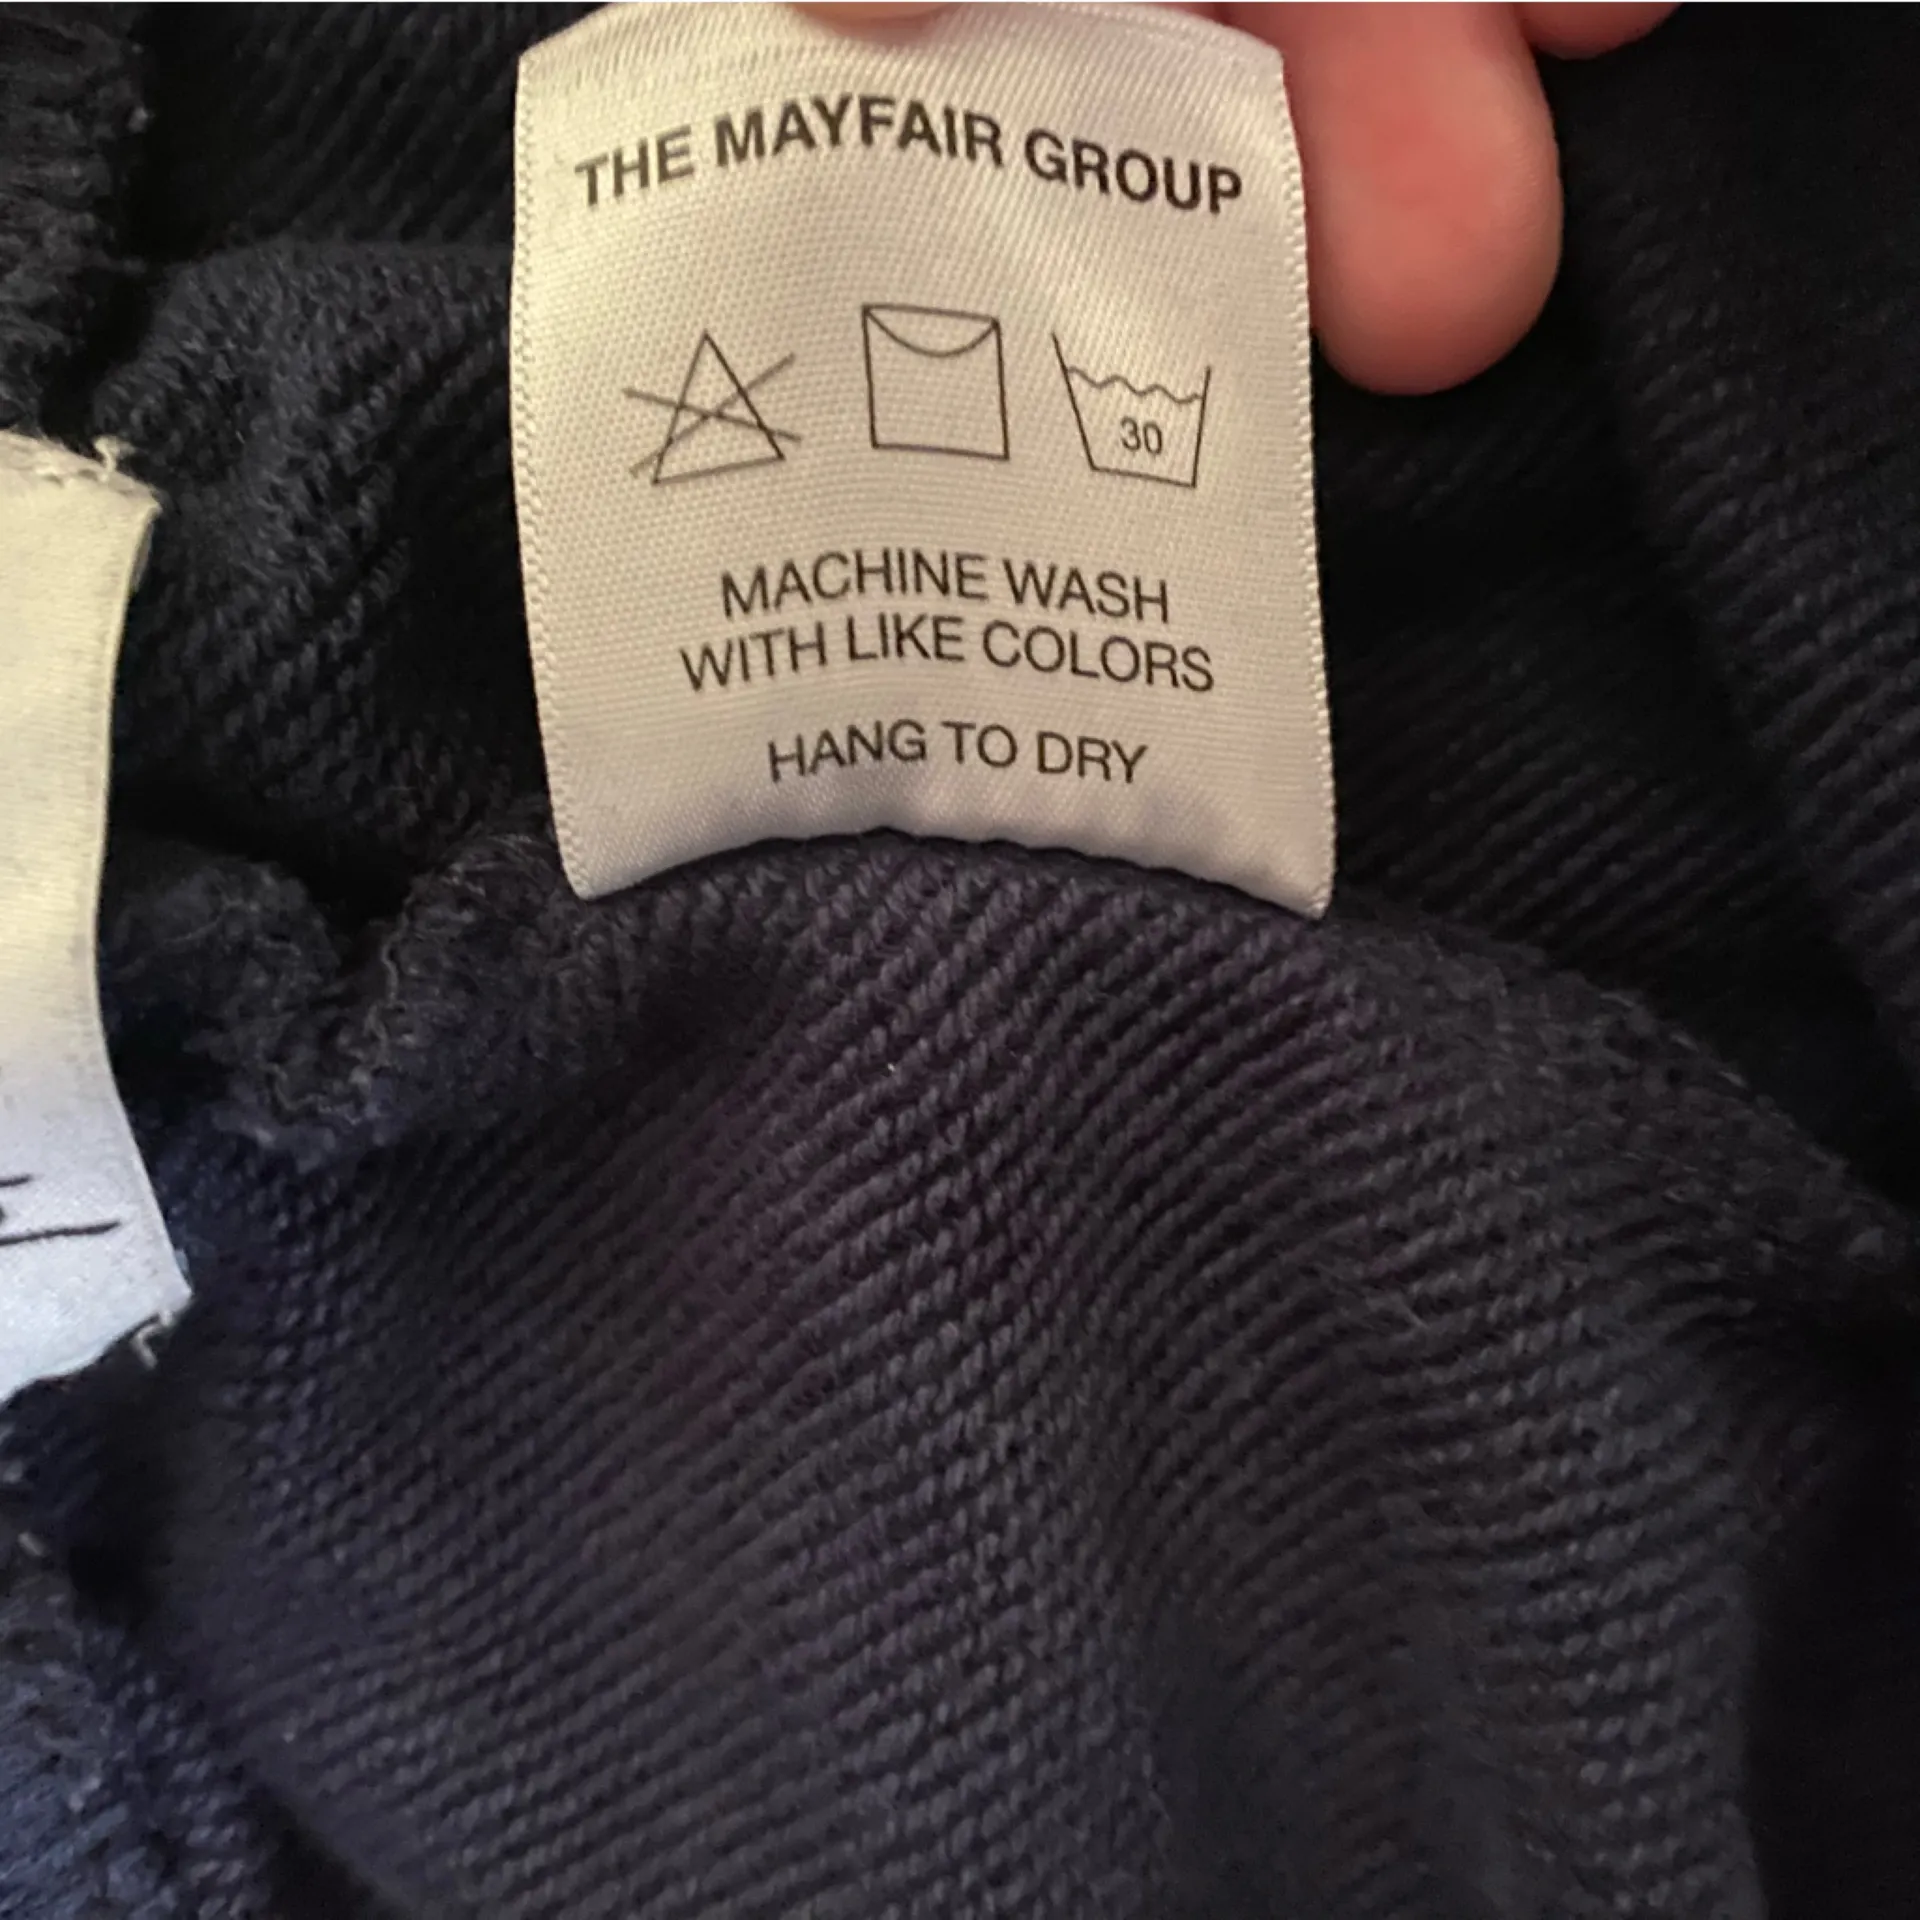 THE MAYFAIR GROUP
30
MACHINE WASH
WITH LIKE COLORS
HANG TO DRY